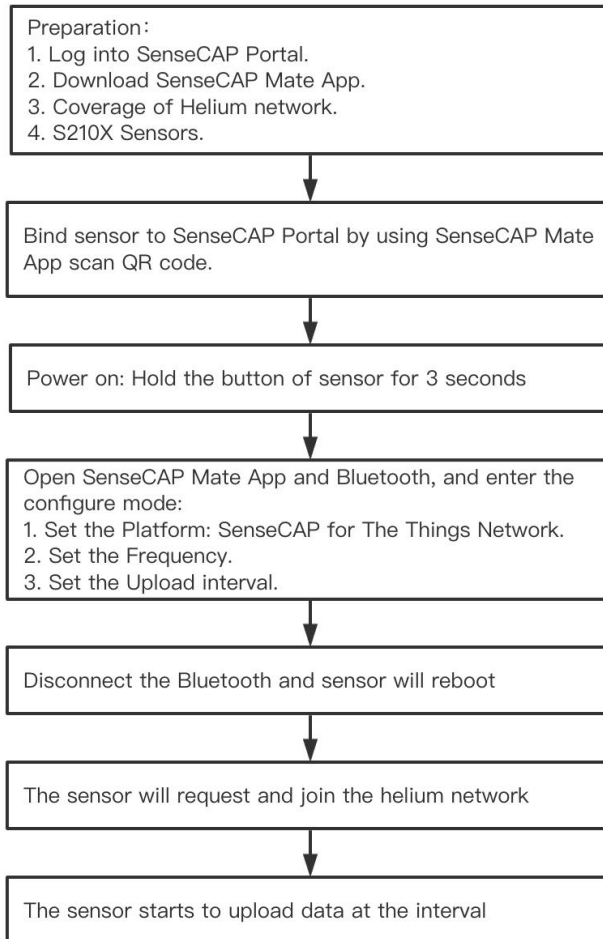 Preparation：
1. Log into SenseCAP Portal.
2. Download SenseCAP Mate App.
3. Coverage of Helium network.
4. S210X Sensors.
Bind sensor to SenseCAP Portal by using SenseCAP Mate
App scan QR code.
Power on: Hold the button of sensor for 3 seconds
Open SenseCAP Mate App and Bluetooth, and enter the
configure mode:
1. Set the Platform: SenseCAP for The Things Network.
2. Set the Frequency.
3. Set the Upload interval.
Disconnect the Bluetooth and sensor will reboot
The sensor will request and join the helium network
The sensor starts to upload data at the interval